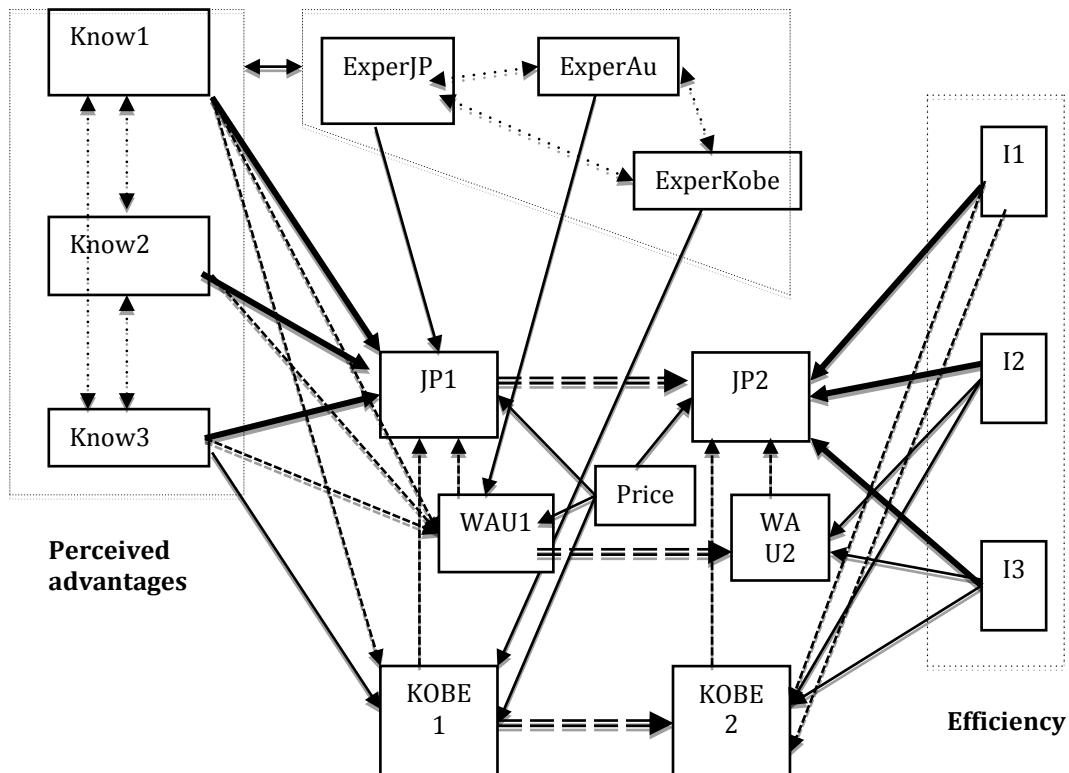 Know1
ExperJP
ExperAu
I1
ExperKobe
Know2
I2
JP1
JP2
Know3
Price
WAU1
WA
U2
I3
Perceived
advantages
KOBE
1
KOBE
2
Efficiency